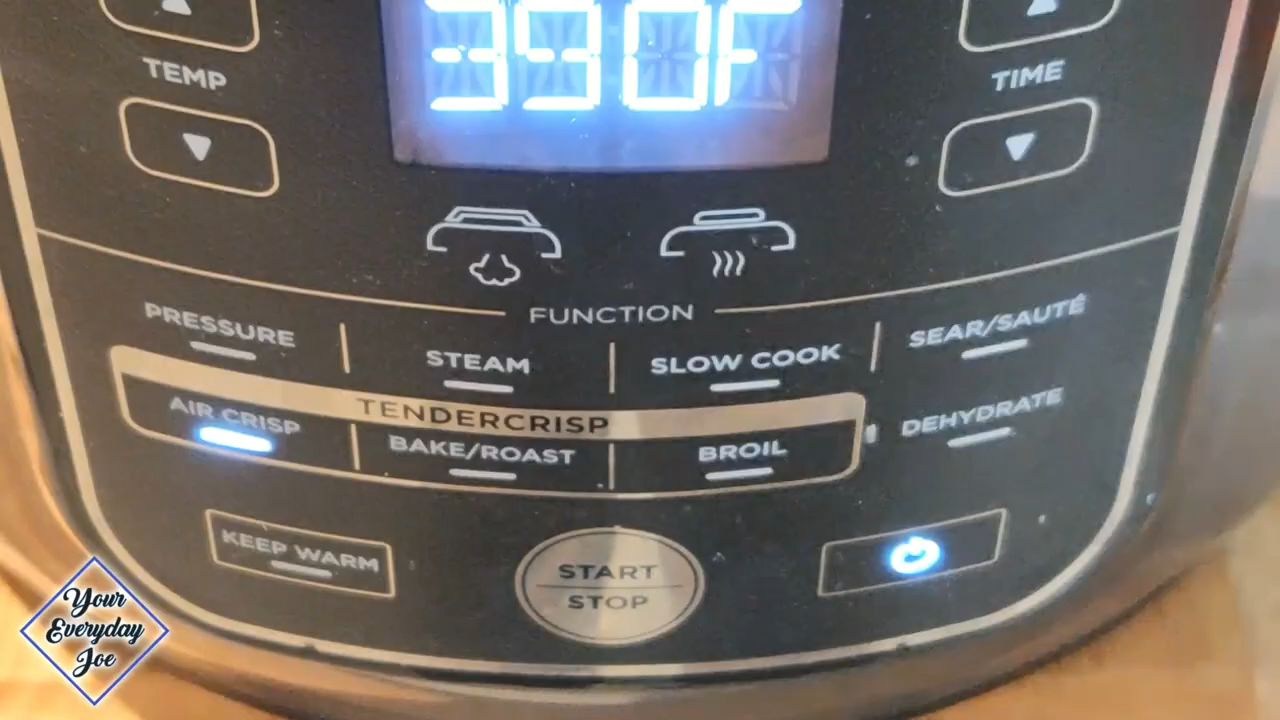 390F
TEMP
TIME
FUNCTION
PRESSURE
STEAM
SLOW COOK
SEAR/SAUTÉ
TENDERCRISP
AIR CRISP
BAKE/ROAST
BROIL
DEHYDRATE
KEEP WARM
START
STOP
Your
Everyday
Joe